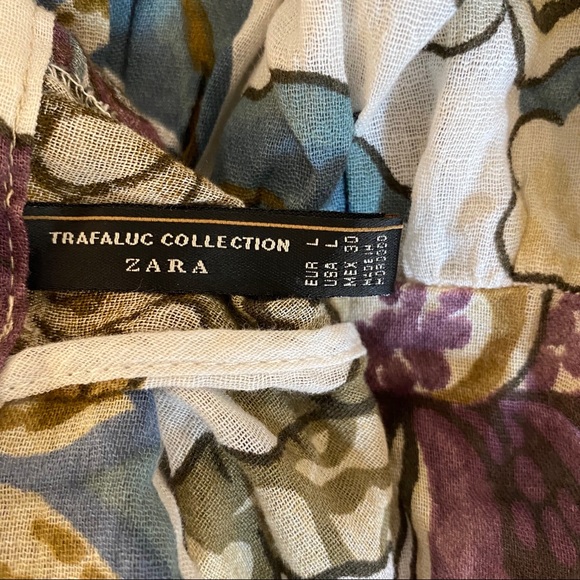 TRAFALUC COLLECTION
ZARA
EUR L
USA L
MEX 30
MADE IN
MOROCCO